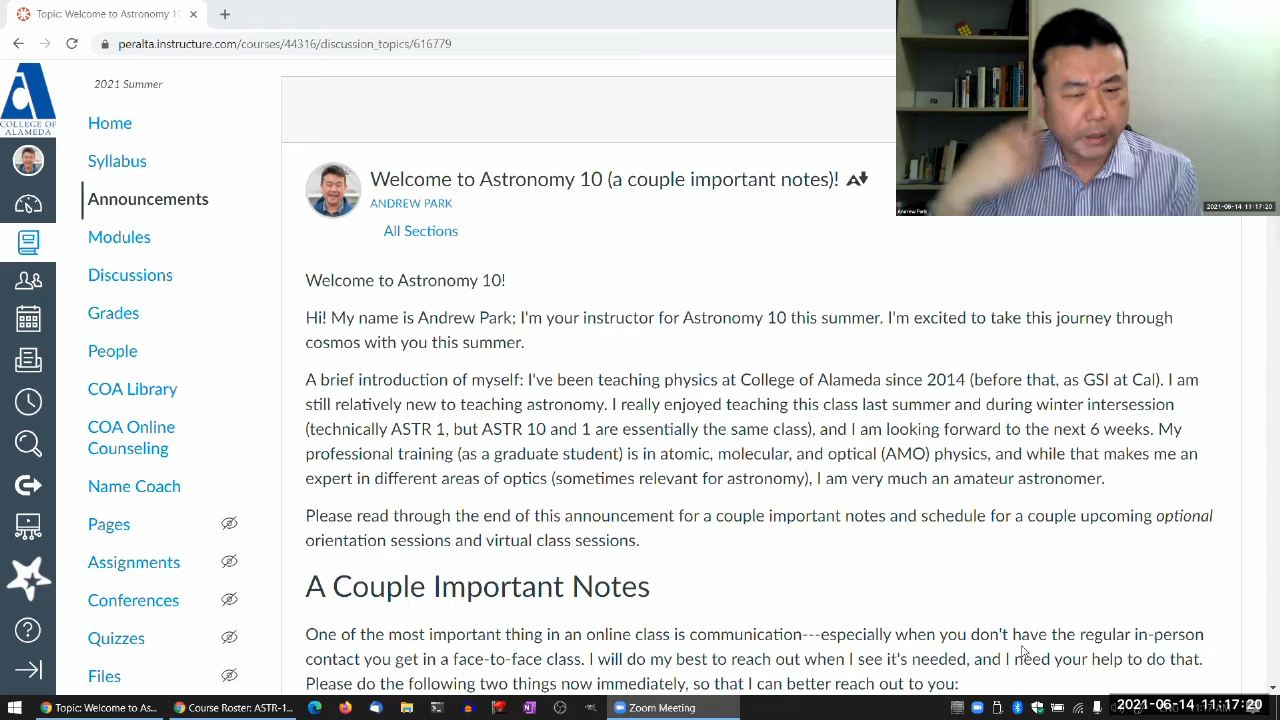 Topic: Welcome to Astronomy 1
peralta.instructure.com/courses/44416/discussion_topics/616779
COLLEGE OF
ALAMEDA
2021 Summer
Home
Syllabus
Announcements
Modules
Discussions
Grades
People
COA Library
COA Online
Counseling
Name Coach
Pages
Assignments
Conferences
Quizzes
Files
Welcome to Astronomy 10 (a couple important notes)!
ANDREW PARK
All Sections
Welcome to Astronomy 10!
Hi! My name is Andrew Park; I'm your instructor for Astronomy 10 this summer. I'm excited to take this journey through
cosmos with you this summer.
A brief introduction of myself: I've been teaching physics at College of Alameda since 2014 (before that, as GSI at Cal). I am
still relatively new to teaching astronomy. I really enjoyed teaching this class last summer and during winter intersession
(technically ASTR 1, but ASTR 10 and 1 are essentially the same class), and I am looking forward to the next 6 weeks. My
professional training (as a graduate student) is in atomic, molecular, and optical (AMO) physics, and while that makes me an
expert in different areas of optics (sometimes relevant for astronomy), I am very much an amateur astronomer.
Please read through the end of this announcement for a couple important notes and schedule for a couple upcoming optional
orientation sessions and virtual class sessions.
A Couple Important Notes
One of the most important thing in an online class is communication---especially when you don't have the regular in-person
contact you get in a face-to-face class. I will do my best to reach out when I see it's needed, and I need your help to do that.
Please do the following two things now immediately, so that I can better reach out to you:
Andrew Park
2021-06-14 11:17:20
Topic: Welcome to As...
Course Roster: ASTR-1...
Zoom Meeting
2021-06-14 11:17:20